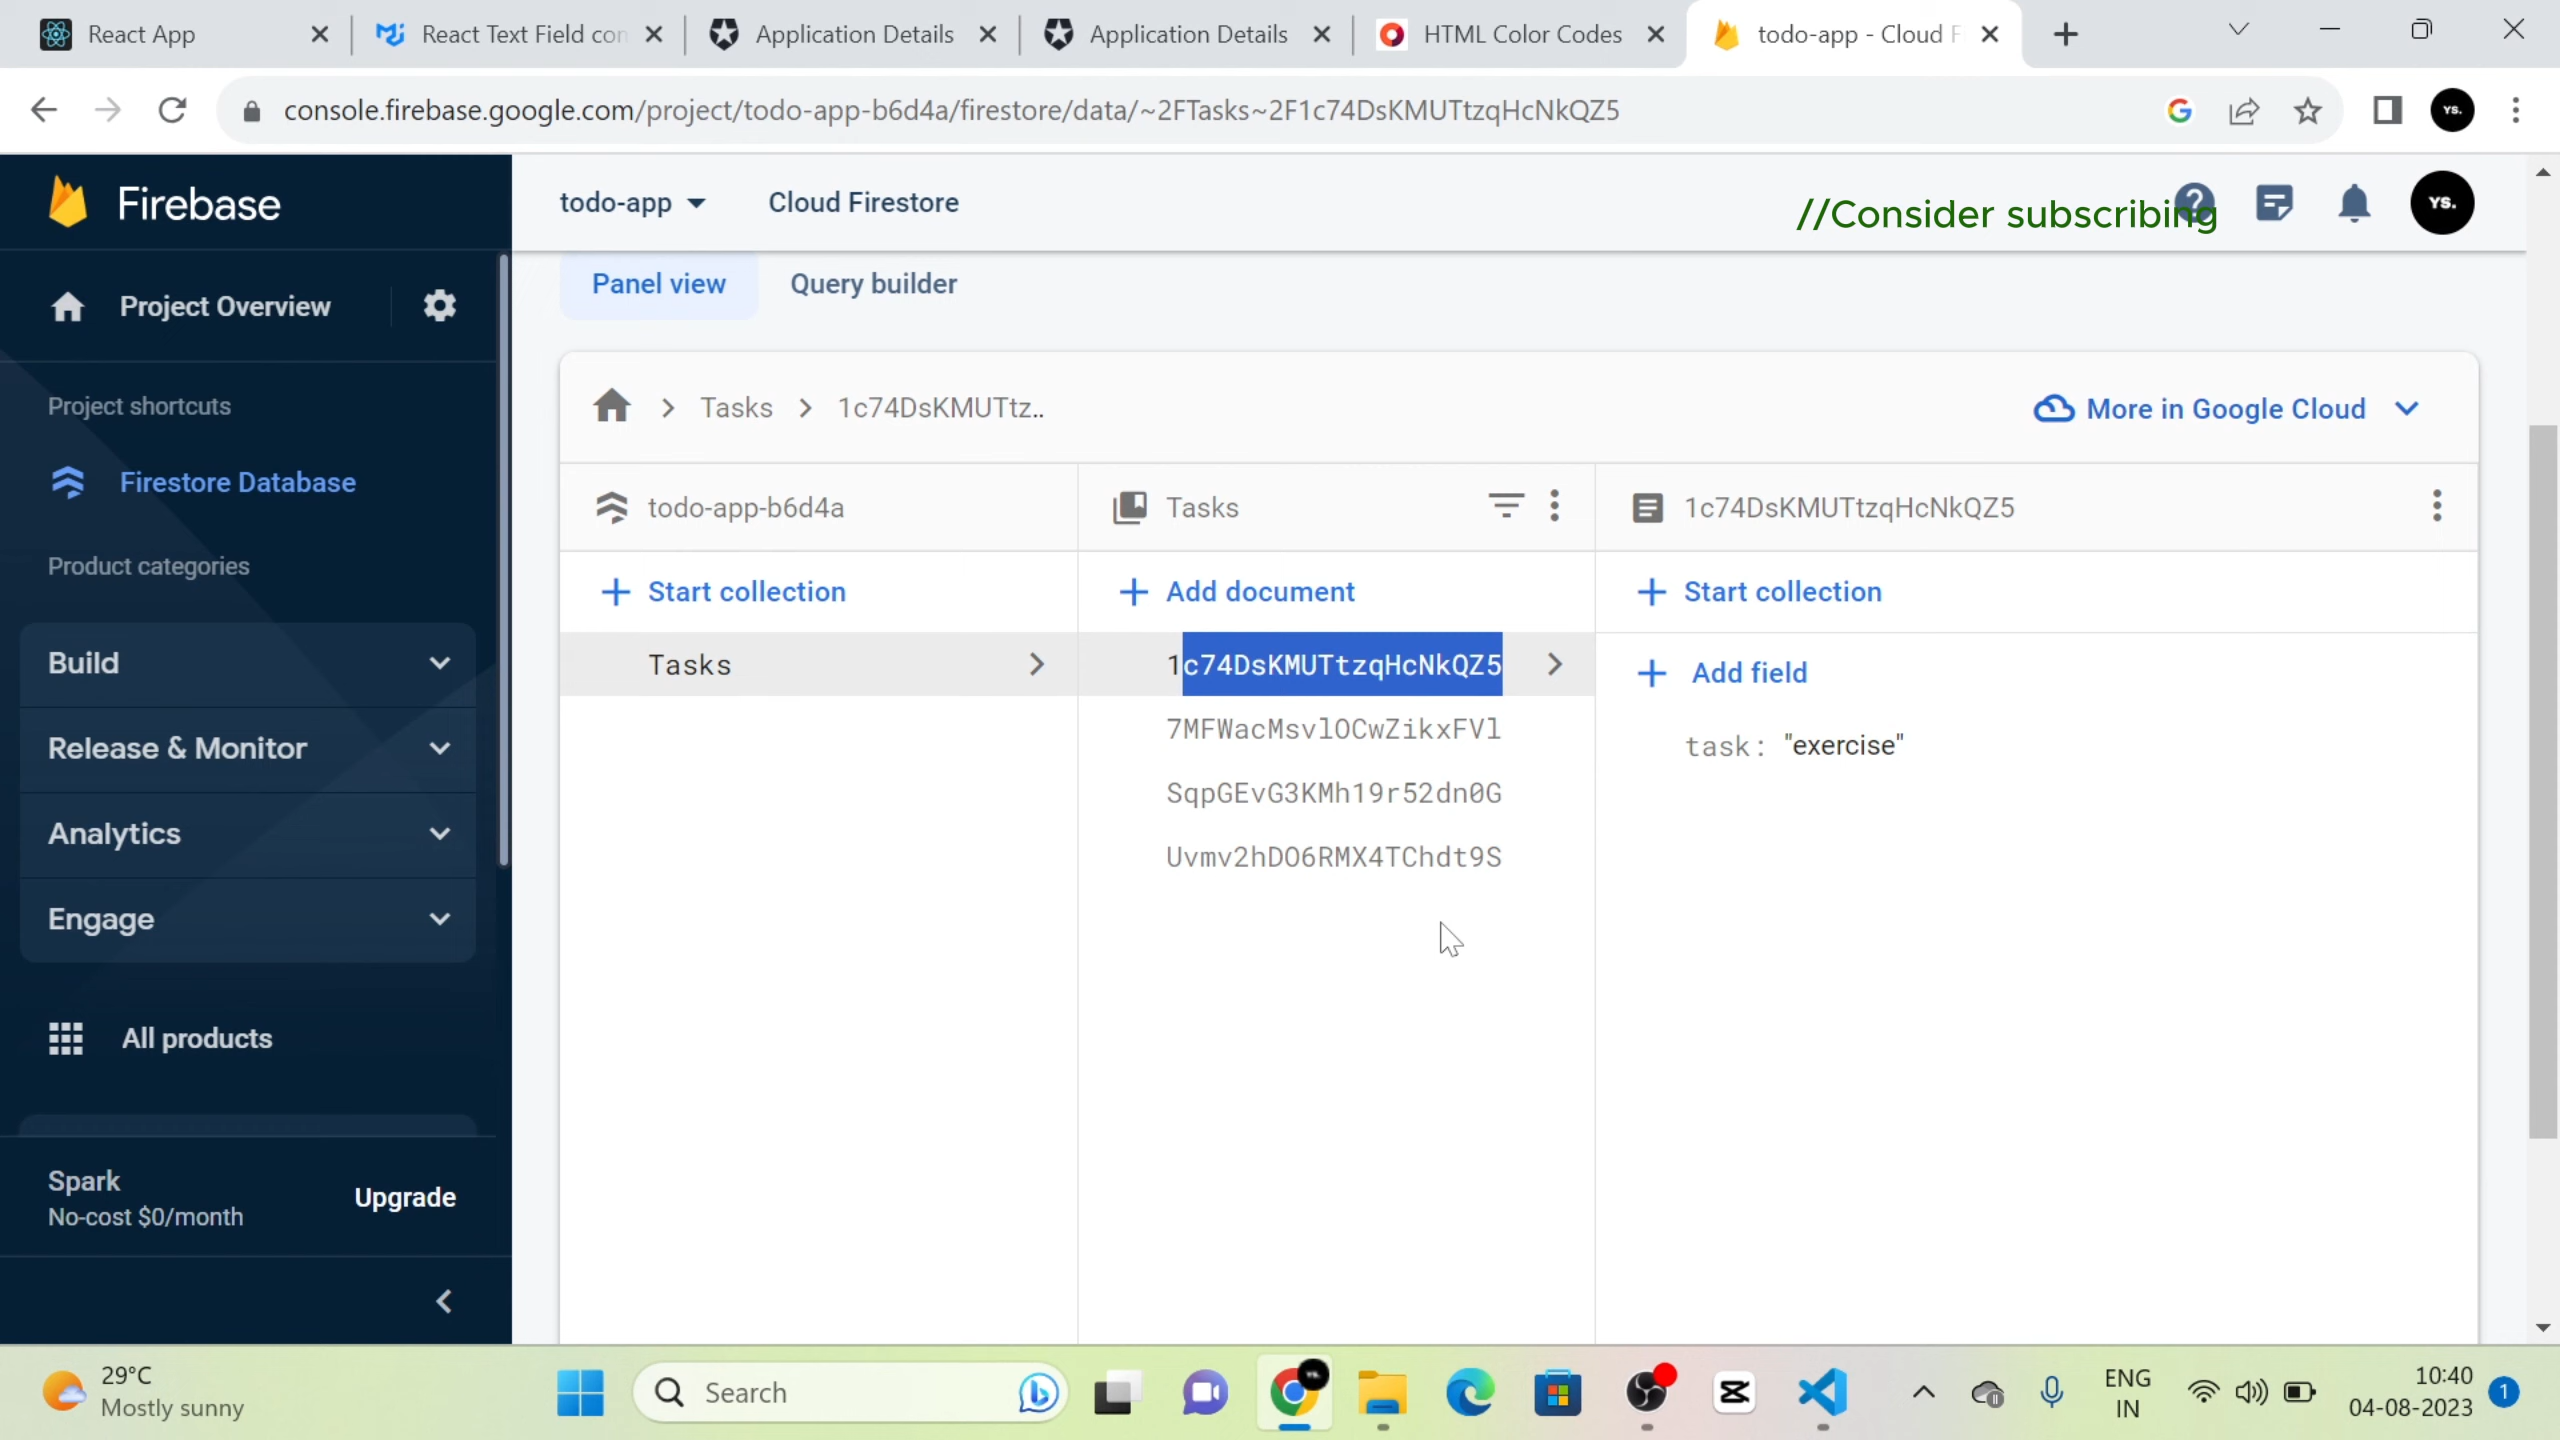 React App
React Text Field con
Application Details
Application Details
HTML Color Codes
todo-app - Cloud F
console.firebase.google.com/project/todo-app-b6d4a/firestore/data/~2FTasks~2F1c74DsKMUTtzqHcNkQZ5
YS.
Firebase
todo-app
Cloud Firestore
//Consider subscribing
YS.
Project Overview
Panel view
Query builder
Project shortcuts
Tasks
1c74DsKMUTtz..
More in Google Cloud
Firestore Database
todo-app-b6d4a
Tasks
1c74DsKMUTtzqHcNkQZ5
Product categories
Start collection
Add document
Start collection
Build
Tasks
1c74DsKMUTtzqHcNkQZ5
Add field
7MFWacMsvlOCwZikxFVl
task: "exercise"
Release & Monitor
SqpGEvG3KMh19r52dn0G
Analytics
Uvmv2hDO6RMX4TChdt9S
Engage
All products
Spark
No-cost $0/month
Upgrade
29°C
Mostly sunny
Search
ENG
IN
10:40
04-08-2023
1